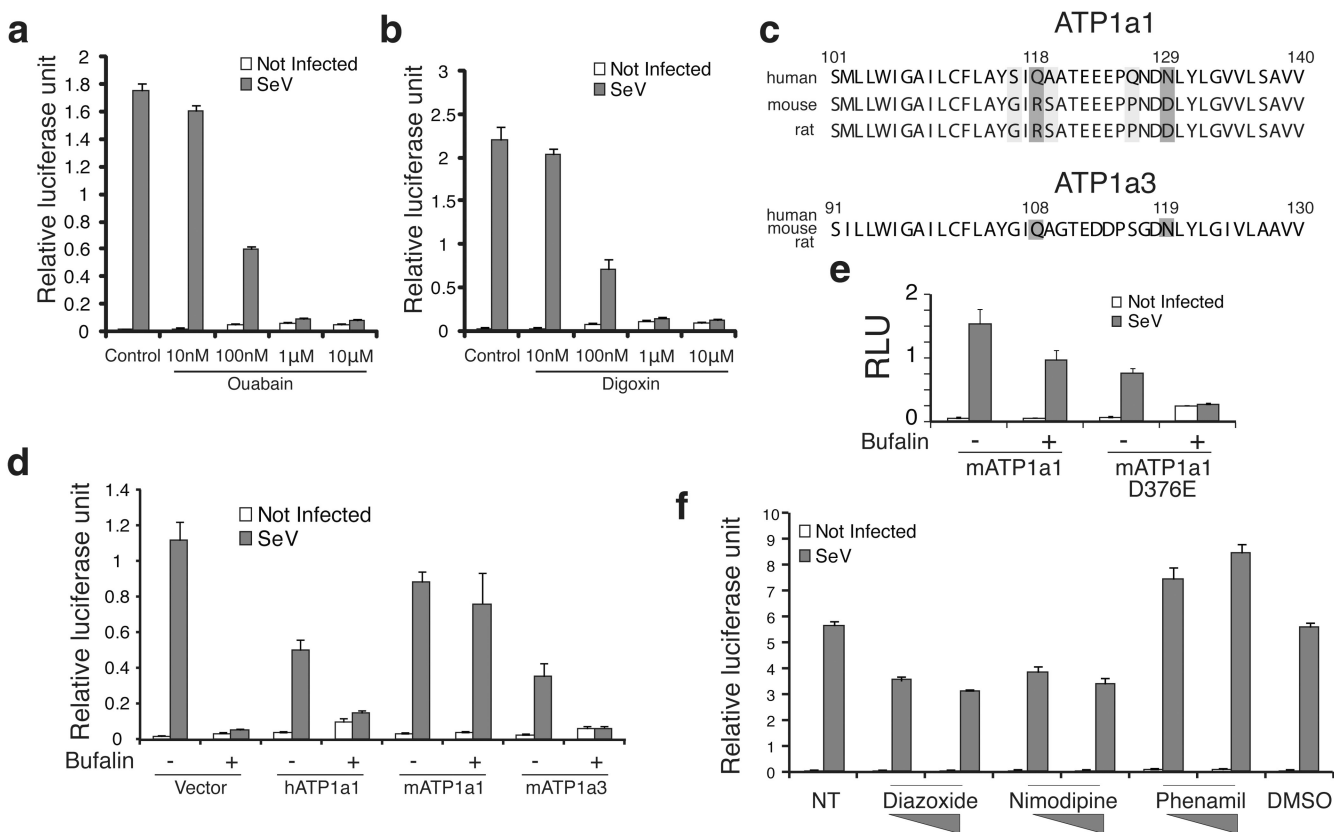 a
Relative luciferase unit
2
1.8
1.6
1.4
1.2
1
0.8
0.6
0.4
0.2
0
Not Infected
SeV
Control 10nM 100nM 1µM 10µM
Ouabain
b
Relative luciferase unit
3
2.5
2
1.5
1
0.5
0
Not Infected
SeV
Control 10nM 100nM 1µM 10µM
Digoxin
c
ATP1a1
101 118 129 140
human SMLLWIGAILCFLAYSIQAATEEEPQNDNLYLGVVLSAVV
mouse SMLLWIGAILCFLAYGIRSATEEEPPNDDLYLGVVLSAVV
rat SMLLWIGAILCFLAYGIRSATEEEPPNDDLYLGVVLSAVV
ATP1a3
91 108 119 130
human
mouse SILLWIGAILCFLAYGIQAGTEDDPSGDNLYLGIVLAAVV
rat
e
RLU
2
1
0
Not Infected
SeV
Bufalin - + - +
mATP1a1 mATP1a1
D376E
d
Relative luciferase unit
1.4
1.2
1
0.8
0.6
0.4
0.2
0
Not Infected
SeV
Bufalin - + - + - + - +
Vector hATP1a1 mATP1a1 mATP1a3
f
Relative luciferase unit
10
9
8
7
6
5
4
3
2
1
0
Not Infected
SeV
NT Diazoxide Nimodipine Phenamil DMSO